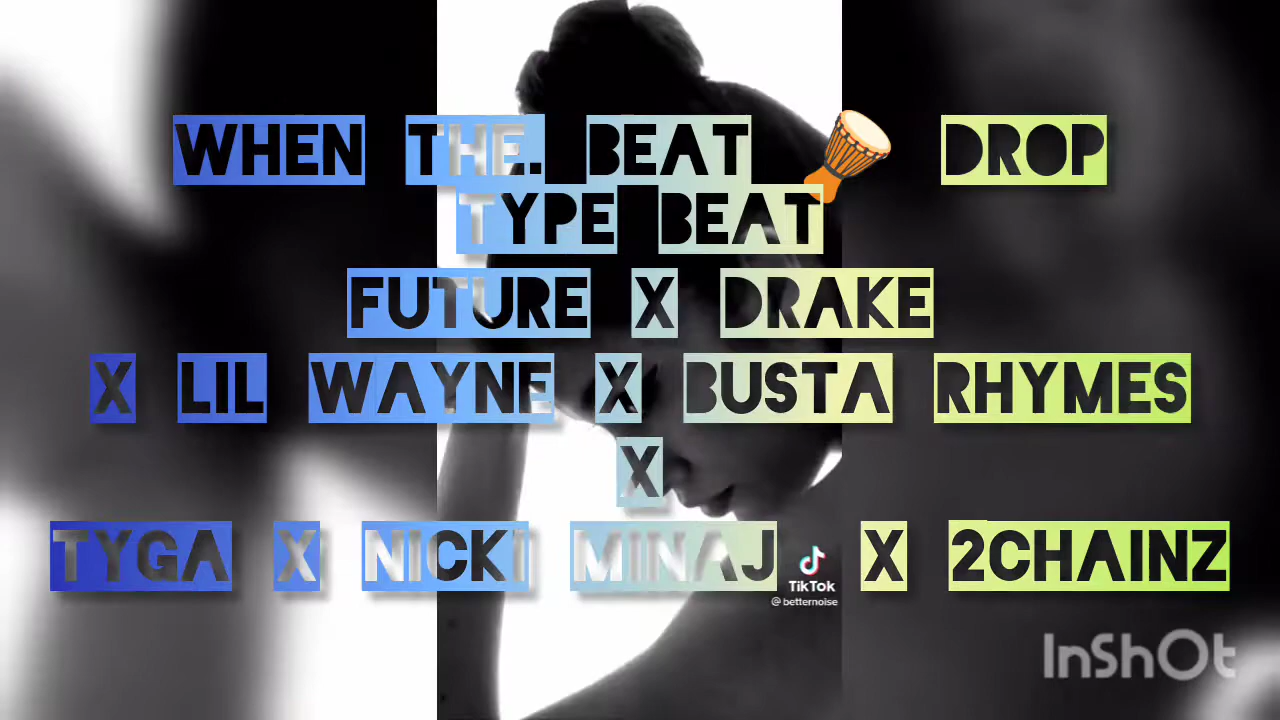 WHEN THE. BEAT 🪘 DROP
TYPE BEAT
FUTURE X DRAKE
X LIL WAYNE X BUSTA RHYMES
X
TYGA X NICKI MINAJ X 2CHAINZ
TikTok
@betternoise
InShOt